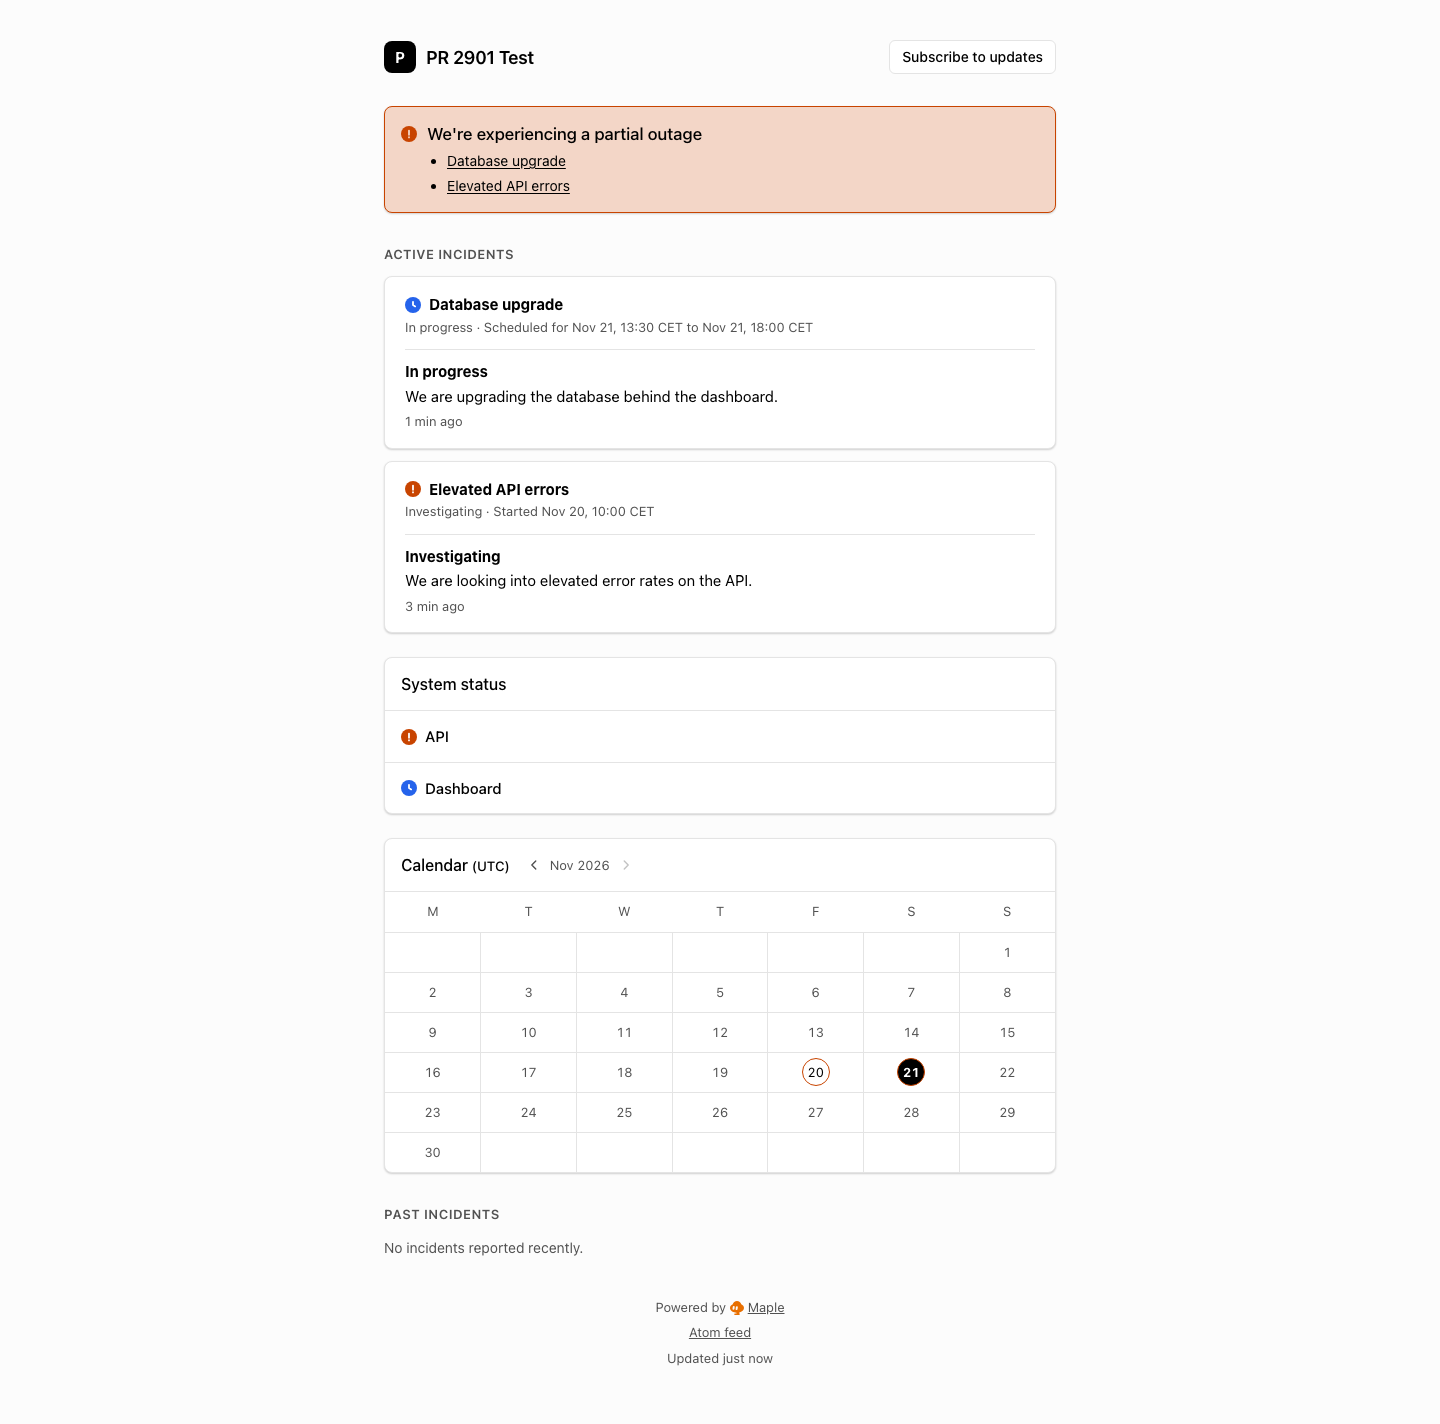 P PR 2901 Test
Subscribe to updates
We're experiencing a partial outage
• Database upgrade
• Elevated API errors
ACTIVE INCIDENTS
Database upgrade
In progress · Scheduled for Nov 21, 13:30 CET to Nov 21, 18:00 CET
In progress
We are upgrading the database behind the dashboard.
1 min ago
Elevated API errors
Investigating · Started Nov 20, 10:00 CET
Investigating
We are looking into elevated error rates on the API.
3 min ago
System status
API
Dashboard
Calendar (UTC) Nov 2026
M T W T F S S
1
2 3 4 5 6 7 8
9 10 11 12 13 14 15
16 17 18 19 20 21 22
23 24 25 26 27 28 29
30
PAST INCIDENTS
No incidents reported recently.
Powered by Maple
Atom feed
Updated just now